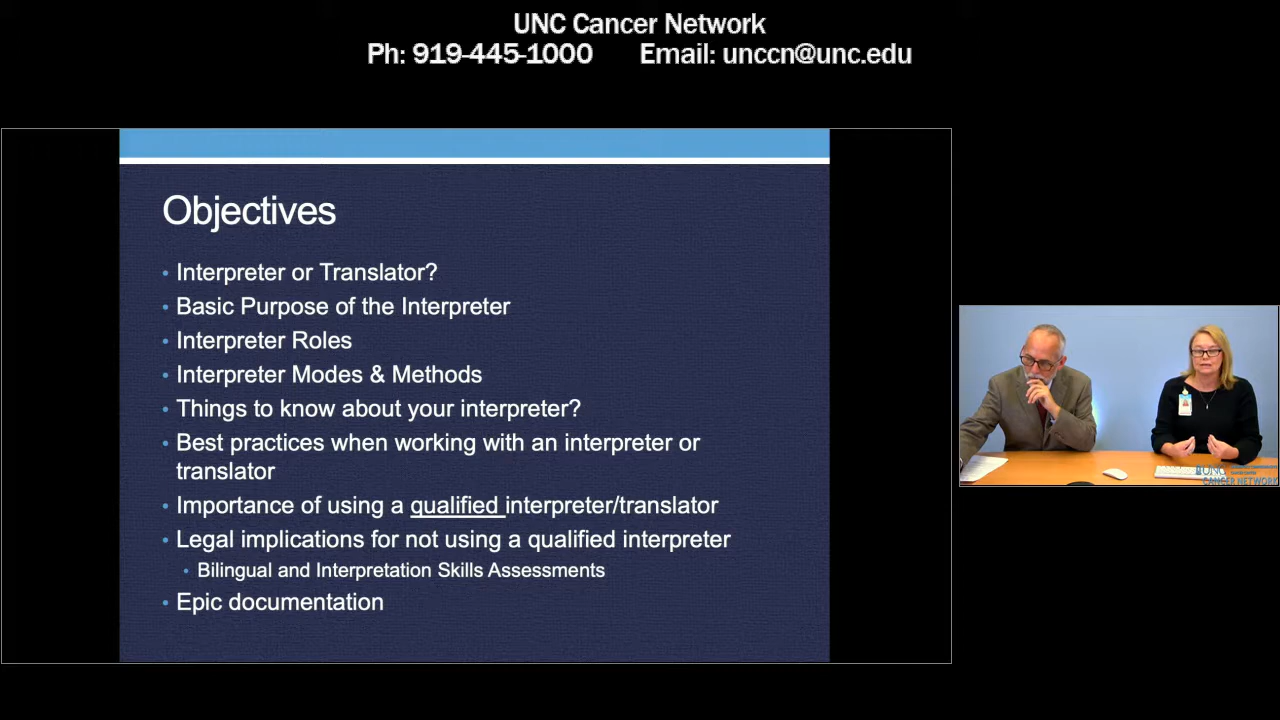 UNC Cancer Network
Ph: 919-445-1000 Email: unccn@unc.edu
Objectives
• Interpreter or Translator?
• Basic Purpose of the Interpreter
• Interpreter Roles
• Interpreter Modes & Methods
• Things to know about your interpreter?
• Best practices when working with an interpreter or
translator
• Importance of using a qualified interpreter/translator
• Legal implications for not using a qualified interpreter
• Bilingual and Interpretation Skills Assessments
• Epic documentation
UNC
CANCER NETWORK